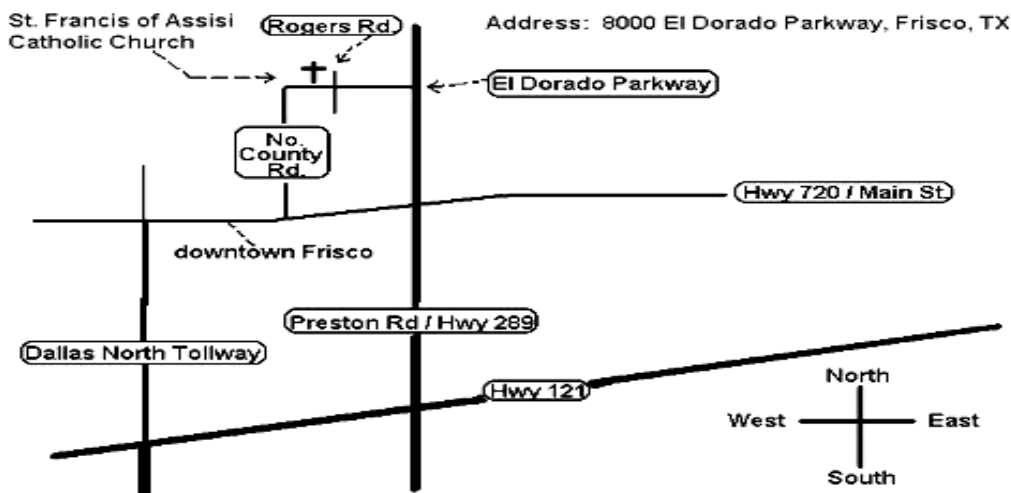 St. Francis of Assisi
Catholic Church
Rogers Rd.
Address: 8000 El Dorado Parkway, Frisco, TX
El Dorado Parkway
No.
County
Rd.
Hwy 720 / Main St.
downtown Frisco
Preston Rd / Hwy 289
Dallas North Tollway
Hwy 121
North
West
East
South